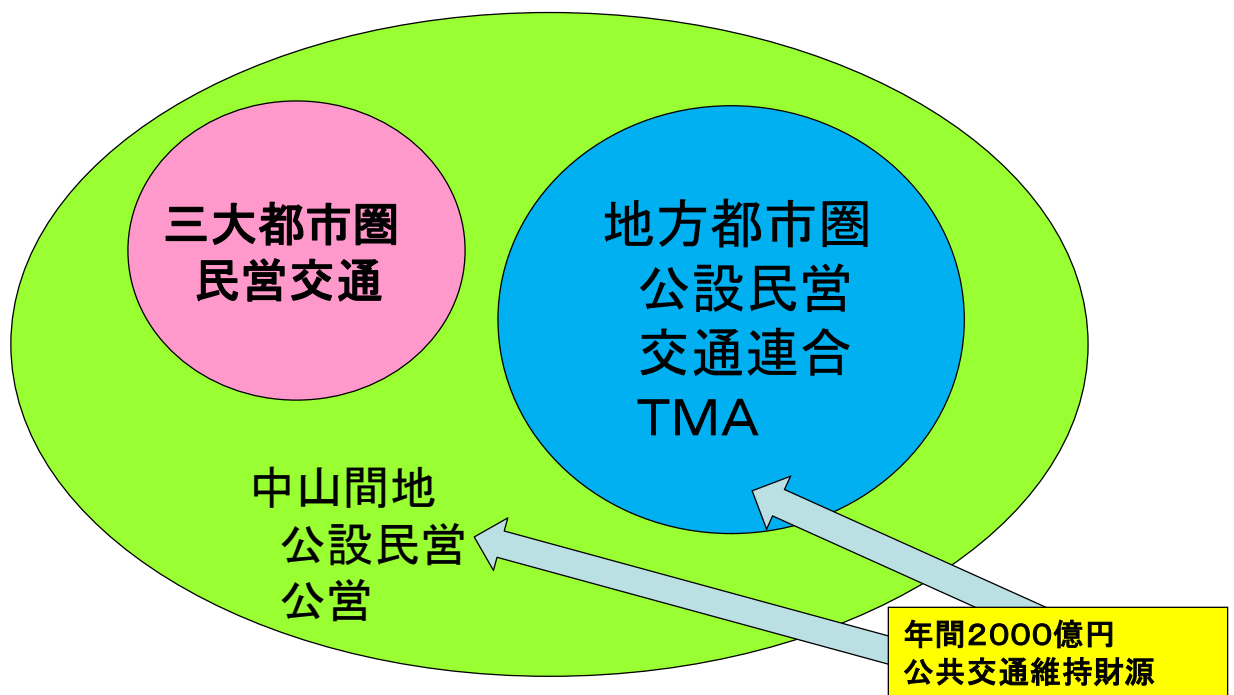 三大都市圏
民営交通
地方都市圏
公設民営
交通連合
ＴＭＡ
中山間地
公設民営
公営
年間２０００億円
公共交通維持財源